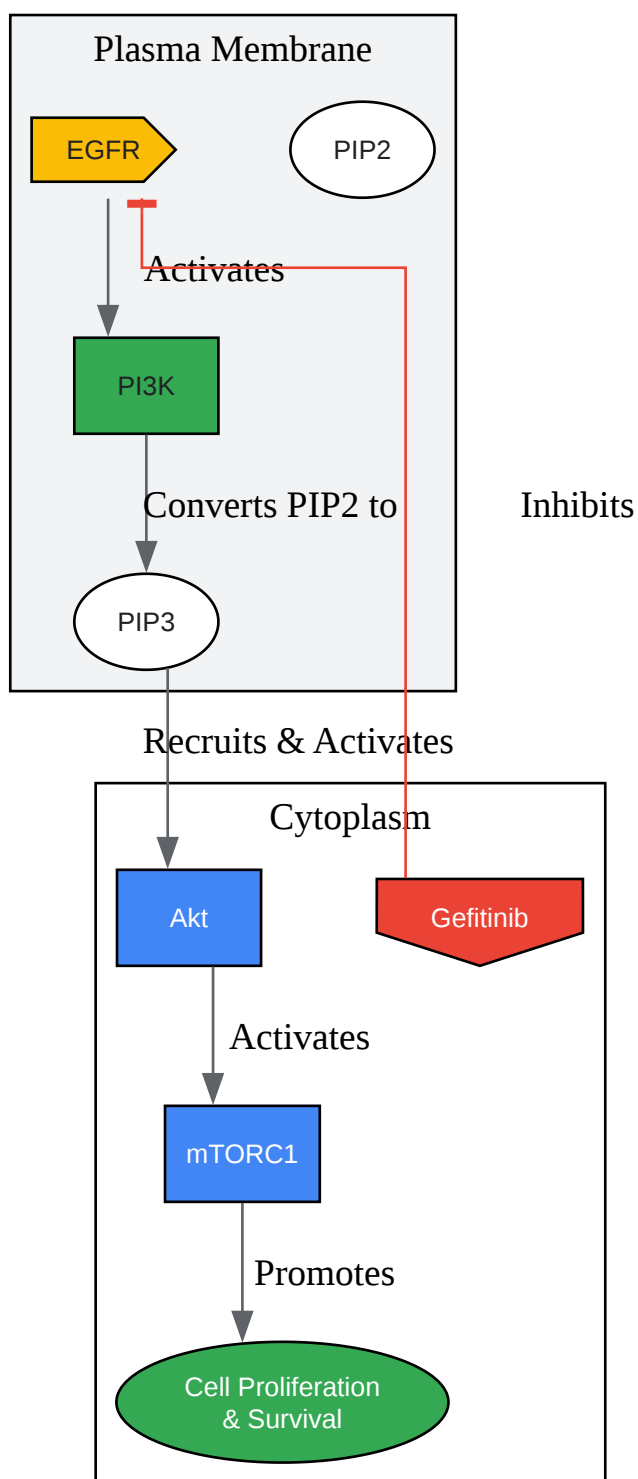 Plasma Membrane
EGFR
PIP2
Activates
PI3K
Converts PIP2 to
Inhibits
PIP3
Recruits & Activates
Cytoplasm
Akt
Gefitinib
Activates
mTORC1
Promotes
Cell Proliferation
& Survival